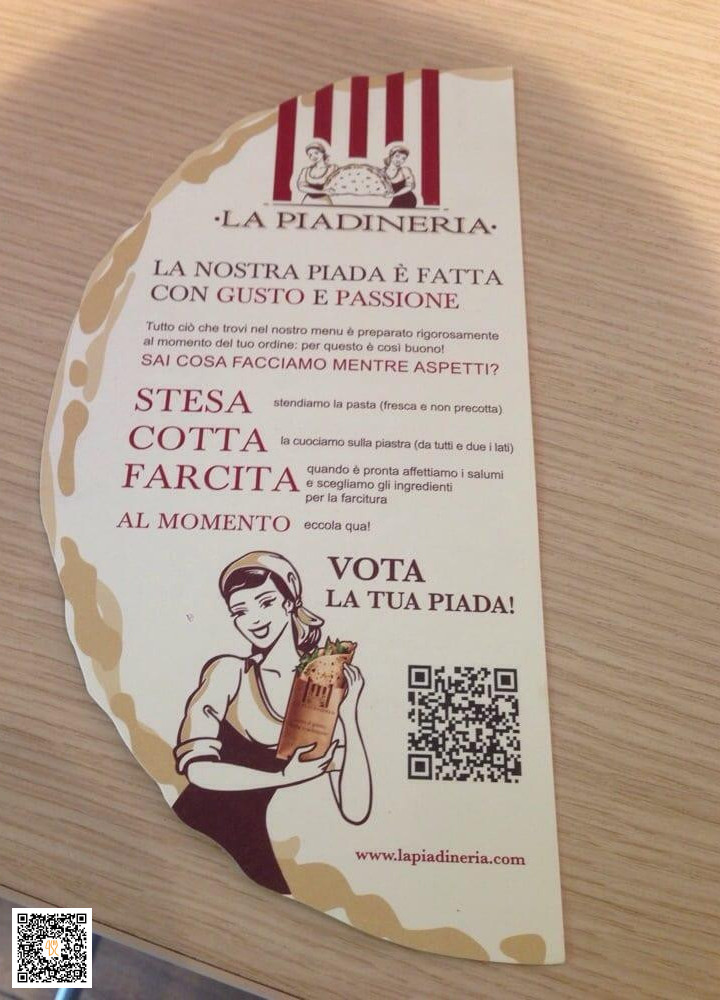 ·LA PIADINERIA·
LA NOSTRA PIADA È FATTA
CON GUSTO E PASSIONE
Tutto ciò che trovi nel nostro menu è preparato rigorosamente
al momento del tuo ordine: per questo è così buono!
SAI COSA FACCIAMO MENTRE ASPETTI?
STESA stendiamo la pasta (fresca e non precotta)
COTTA la cuociamo sulla piastra (da tutti e due i lati)
FARCITA quando è pronta affettiamo i salumi
e scegliamo gli ingredienti
per la farcitura
AL MOMENTO eccola qua!
VOTA
LA TUA PIADA!
www.lapiadineria.com